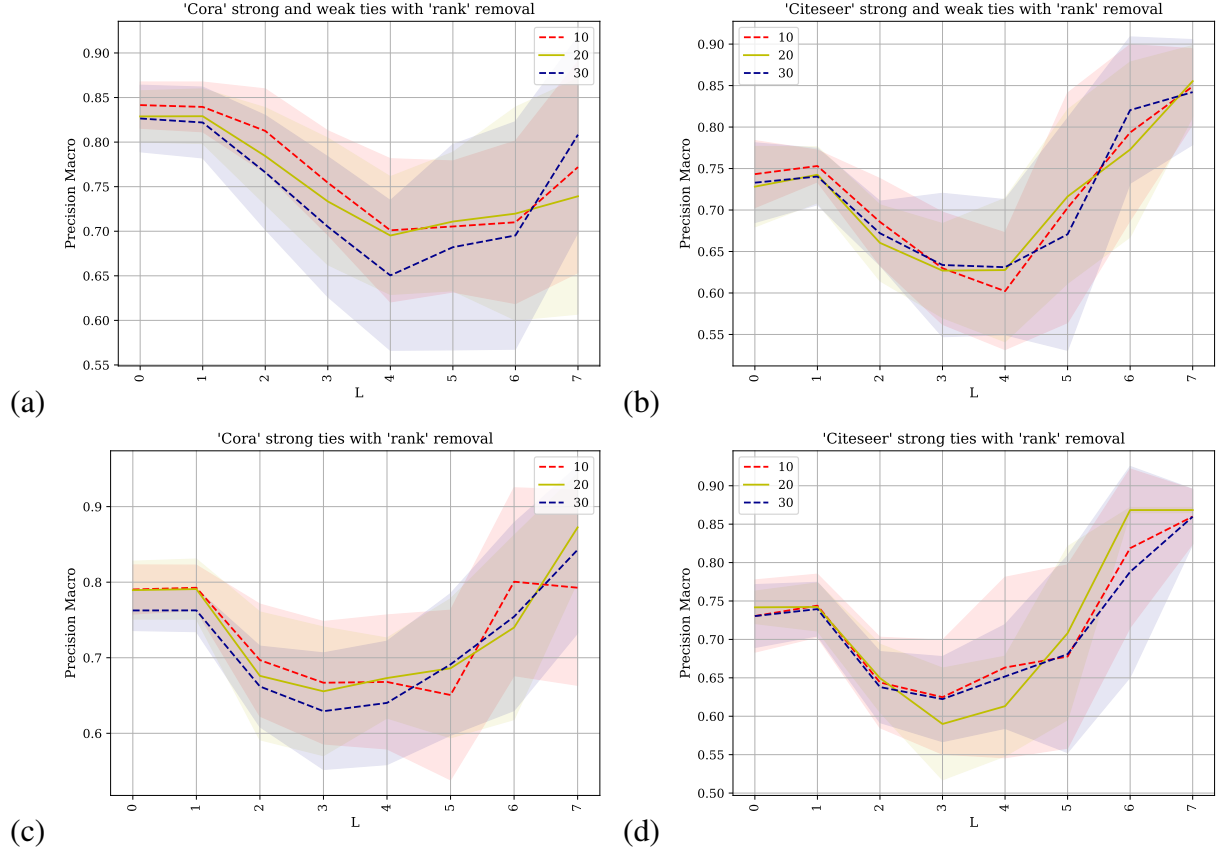 'Cora' strong and weak ties with 'rank' removal
10
20
30
Precision Macro
0.90
0.85
0.80
0.75
0.70
0.65
0.60
0.55
0 1 2 3 4 5 6 7
L
(a)
'Citeseer' strong and weak ties with 'rank' removal
10
20
30
Precision Macro
0.90
0.85
0.80
0.75
0.70
0.65
0.60
0.55
0 1 2 3 4 5 6 7
L
(b)
'Cora' strong ties with 'rank' removal
10
20
30
Precision Macro
0.9
0.8
0.7
0.6
0 1 2 3 4 5 6 7
L
(c)
'Citeseer' strong ties with 'rank' removal
10
20
30
Precision Macro
0.90
0.85
0.80
0.75
0.70
0.65
0.60
0.55
0.50
0 1 2 3 4 5 6 7
L
(d)